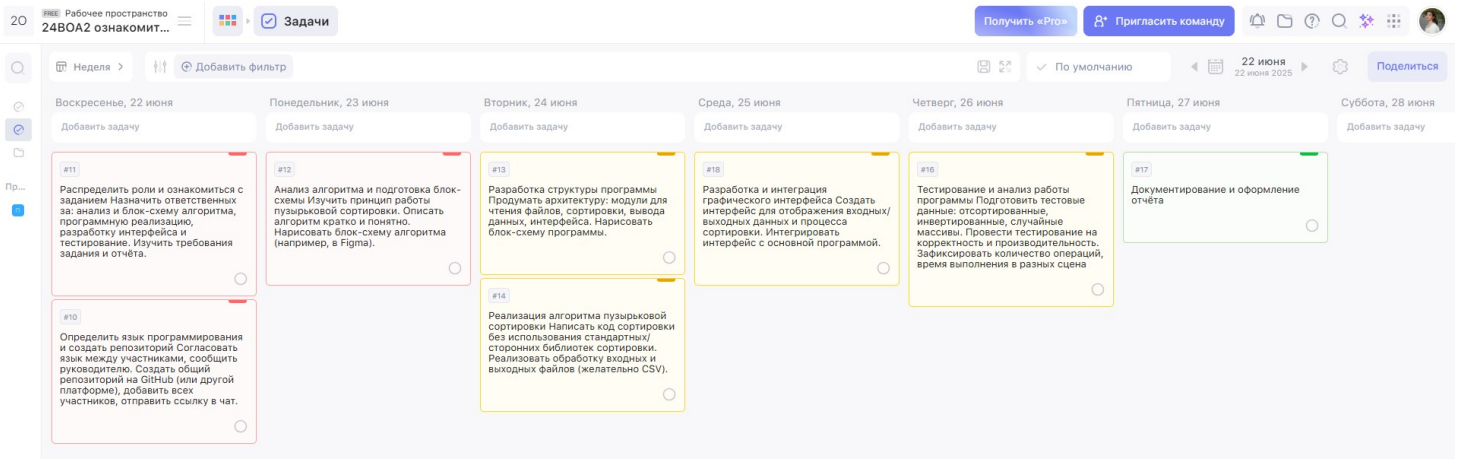 2O
FREE Рабочее пространство
24ВОА2 ознакомит...
Задачи
Получить «Pro»
Пригласить команду
Неделя
Добавить фильтр
По умолчанию
22 июня
22 июня 2025
Поделиться
Пр...
п
Воскресенье, 22 июня
Добавить задачу
#11
Распределить роли и ознакомиться с
заданием Назначить ответственных
за: анализ и блок-схему алгоритма,
программную реализацию,
разработку интерфейса и
тестирование. Изучить требования
задания и отчёта.
#10
Определить язык программирования
и создать репозиторий Согласовать
язык между участниками, сообщить
руководителю. Создать общий
репозиторий на GitHub (или другой
платформе), добавить всех
участников, отправить ссылку в чат.
Понедельник, 23 июня
Добавить задачу
#12
Анализ алгоритма и подготовка блок-
схемы Изучить принцип работы
пузырьковой сортировки. Описать
алгоритм кратко и понятно.
Нарисовать блок-схему алгоритма
(например, в Figma).
Вторник, 24 июня
Добавить задачу
#13
Разработка структуры программы
Продумать архитектуру: модули для
чтения файлов, сортировки, вывода
данных, интерфейса. Нарисовать
блок-схему программы.
#14
Реализация алгоритма пузырьковой
сортировки Написать код сортировки
без использования стандартных/
сторонних библиотек сортировки.
Реализовать обработку входных и
выходных файлов (желательно CSV).
Среда, 25 июня
Добавить задачу
#18
Разработка и интеграция
графического интерфейса Создать
интерфейс для отображения входных/
выходных данных и процесса
сортировки. Интегрировать
интерфейс с основной программой.
Четверг, 26 июня
Добавить задачу
#16
Тестирование и анализ работы
программы Подготовить тестовые
данные: отсортированные,
инвертированные, случайные
массивы. Провести тестирование на
корректность и производительность.
Зафиксировать количество операций,
время выполнения в разных сцена
Пятница, 27 июня
Добавить задачу
#17
Документирование и оформление
отчёта
Суббота, 28 июня
Добавить задачу